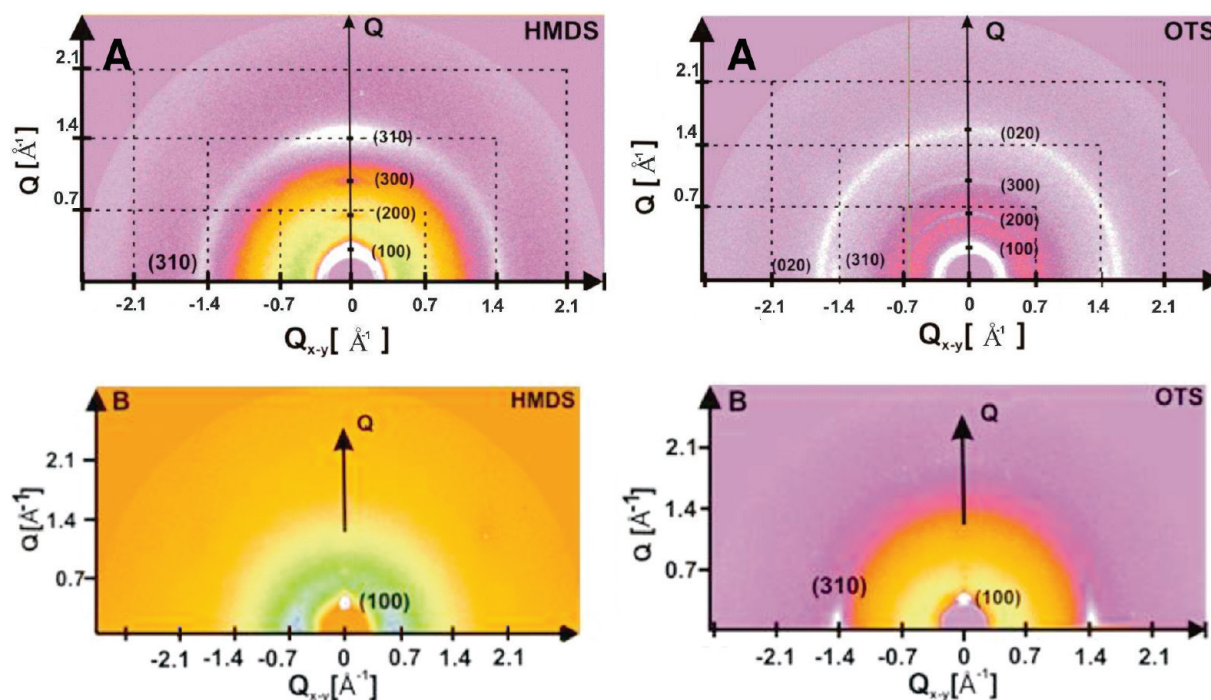 A
Q
HMDS
2.1
1.4
0.7
Q [Å-1]
(310)
(300)
(200)
(100)
(310)
-2.1 -1.4 -0.7 0 0.7 1.4 2.1
Qx-y[ Å-1 ]
A
Q
OTS
2.1
1.4
0.7
Q [Å-1]
(020)
(300)
(200)
(100)
(020)
(310)
-2.1 -1.4 -0.7 0 0.7 1.4 2.1
Qx-y[ Å-1 ]
B
HMDS
Q
2.1
1.4
0.7
Q[Å-1]
(100)
-2.1 -1.4 -0.7 0 0.7 1.4 2.1
Qx-y[Å-1]
B
OTS
Q
2.1
1.4
0.7
Q [Å-1]
(310)
(100)
-2.1 -1.4 -0.7 0 0.7 1.4 2.1
Qx-y[Å-1]